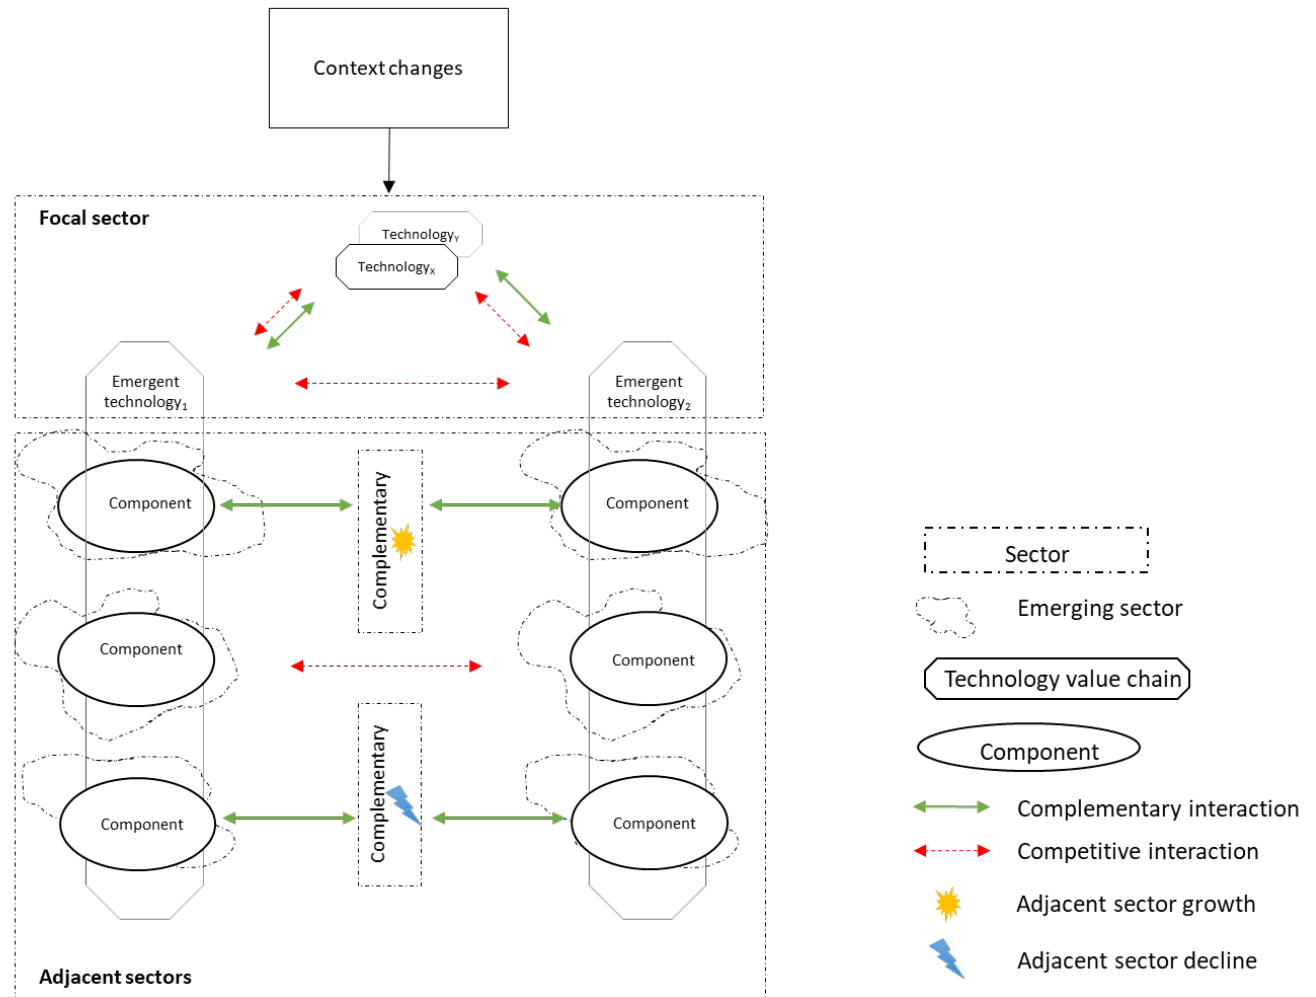 Context changes
Focal sector
TechnologyY
TechnologyX
Emergent
technology1
Emergent
technology2
Component
Complementary
Component
Component
Component
Component
Complementary
Component
Adjacent sectors
Sector
Emerging sector
Technology value chain
Component
Complementary interaction
Competitive interaction
Adjacent sector growth
Adjacent sector decline